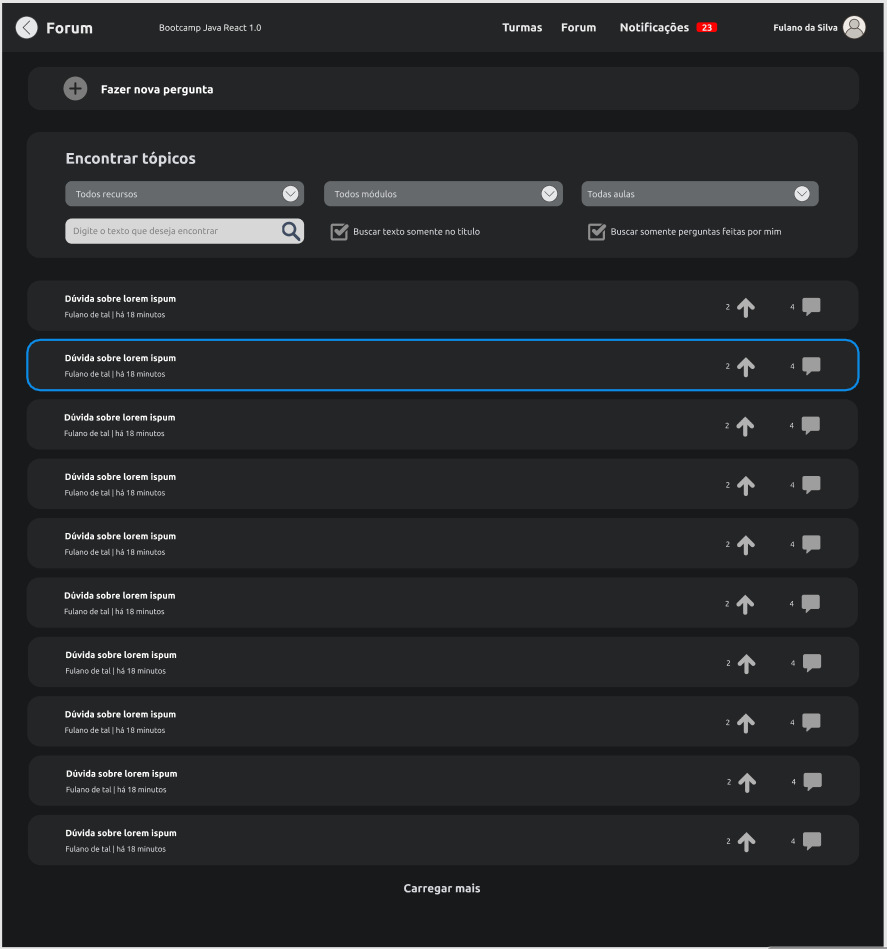 Forum
Bootcamp Java React 1.0
Turmas
Forum
Notificações 23
Fulano da Silva
Fazer nova pergunta
Encontrar tópicos
Todos recursos
Todos módulos
Todas aulas
Digite o texto que deseja encontrar
Buscar texto somente no título
Buscar somente perguntas feitas por mim
Dúvida sobre lorem ispum
Fulano de tal | há 18 minutos
2
4
Dúvida sobre lorem ispum
Fulano de tal | há 18 minutos
2
4
Dúvida sobre lorem ispum
Fulano de tal | há 18 minutos
2
4
Dúvida sobre lorem ispum
Fulano de tal | há 18 minutos
2
4
Dúvida sobre lorem ispum
Fulano de tal | há 18 minutos
2
4
Dúvida sobre lorem ispum
Fulano de tal | há 18 minutos
2
4
Dúvida sobre lorem ispum
Fulano de tal | há 18 minutos
2
4
Dúvida sobre lorem ispum
Fulano de tal | há 18 minutos
2
4
Dúvida sobre lorem ispum
Fulano de tal | há 18 minutos
2
4
Dúvida sobre lorem ispum
Fulano de tal | há 18 minutos
2
4
Carregar mais